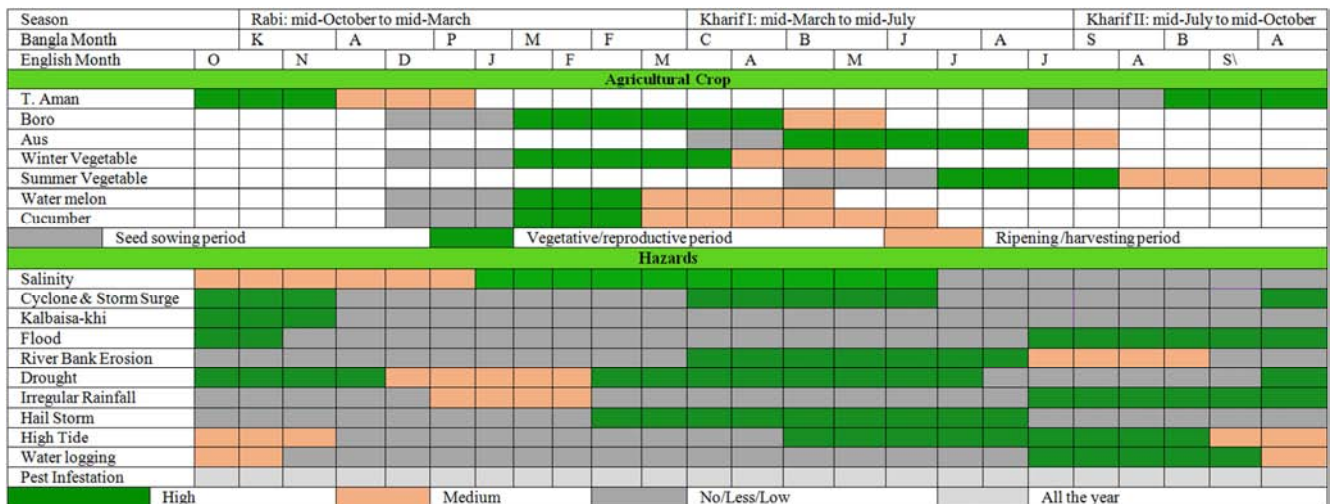 Season Rabi: mid-October to mid-March Kharif I: mid-March to mid-July Kharif II: mid-July to mid-October
Bangla Month K A P M F C B J A S B A
English Month O N D J F M A M J J A S\
Agricultural Crop
T. Aman
Boro
Aus
Winter Vegetable
Summer Vegetable
Water melon
Cucumber
Seed sowing period Vegetative/reproductive period Ripening/harvesting period
Hazards
Salinity
Cyclone & Storm Surge
Kalbaisa-khi
Flood
River Bank Erosion
Drought
Irregular Rainfall
Hail Storm
High Tide
Water logging
Pest Infestation
High Medium No/Less/Low All the year